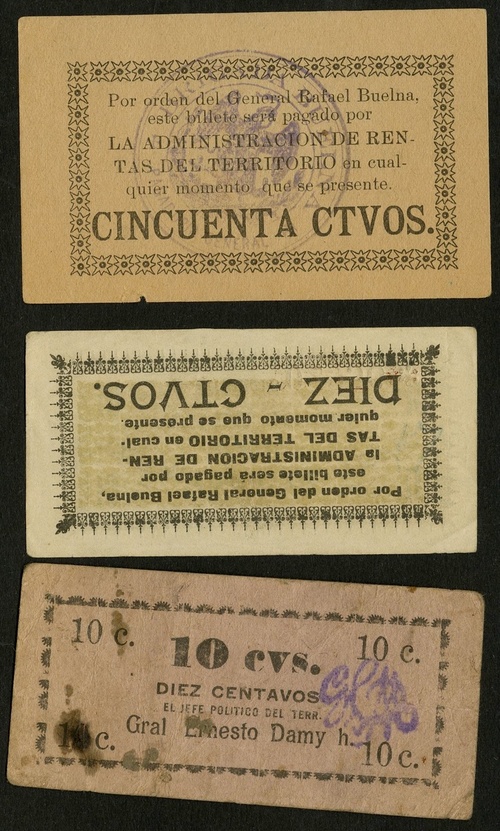 Por orden del General Rafael Buelna,
este billete será pagado por
LA ADMINISTRACION DE REN-
TAS DEL TERRITORIO en cual-
quier momento que se presente.
CINCUENTA CTVOS.
Por orden del General Rafael Buelna,
este billete será pagado por
la ADMINISTRACION DE REN-
TAS DEL TERRITORIO en cual-
quier momento que se presente.
DIEZ - CTVOS.
10 c. 10 c.
10 cvs.
DIEZ CENTAVOS
EL JEFE POLITICO DEL TERR.
Gral Ernesto Damy h.
10 c. 10 c.